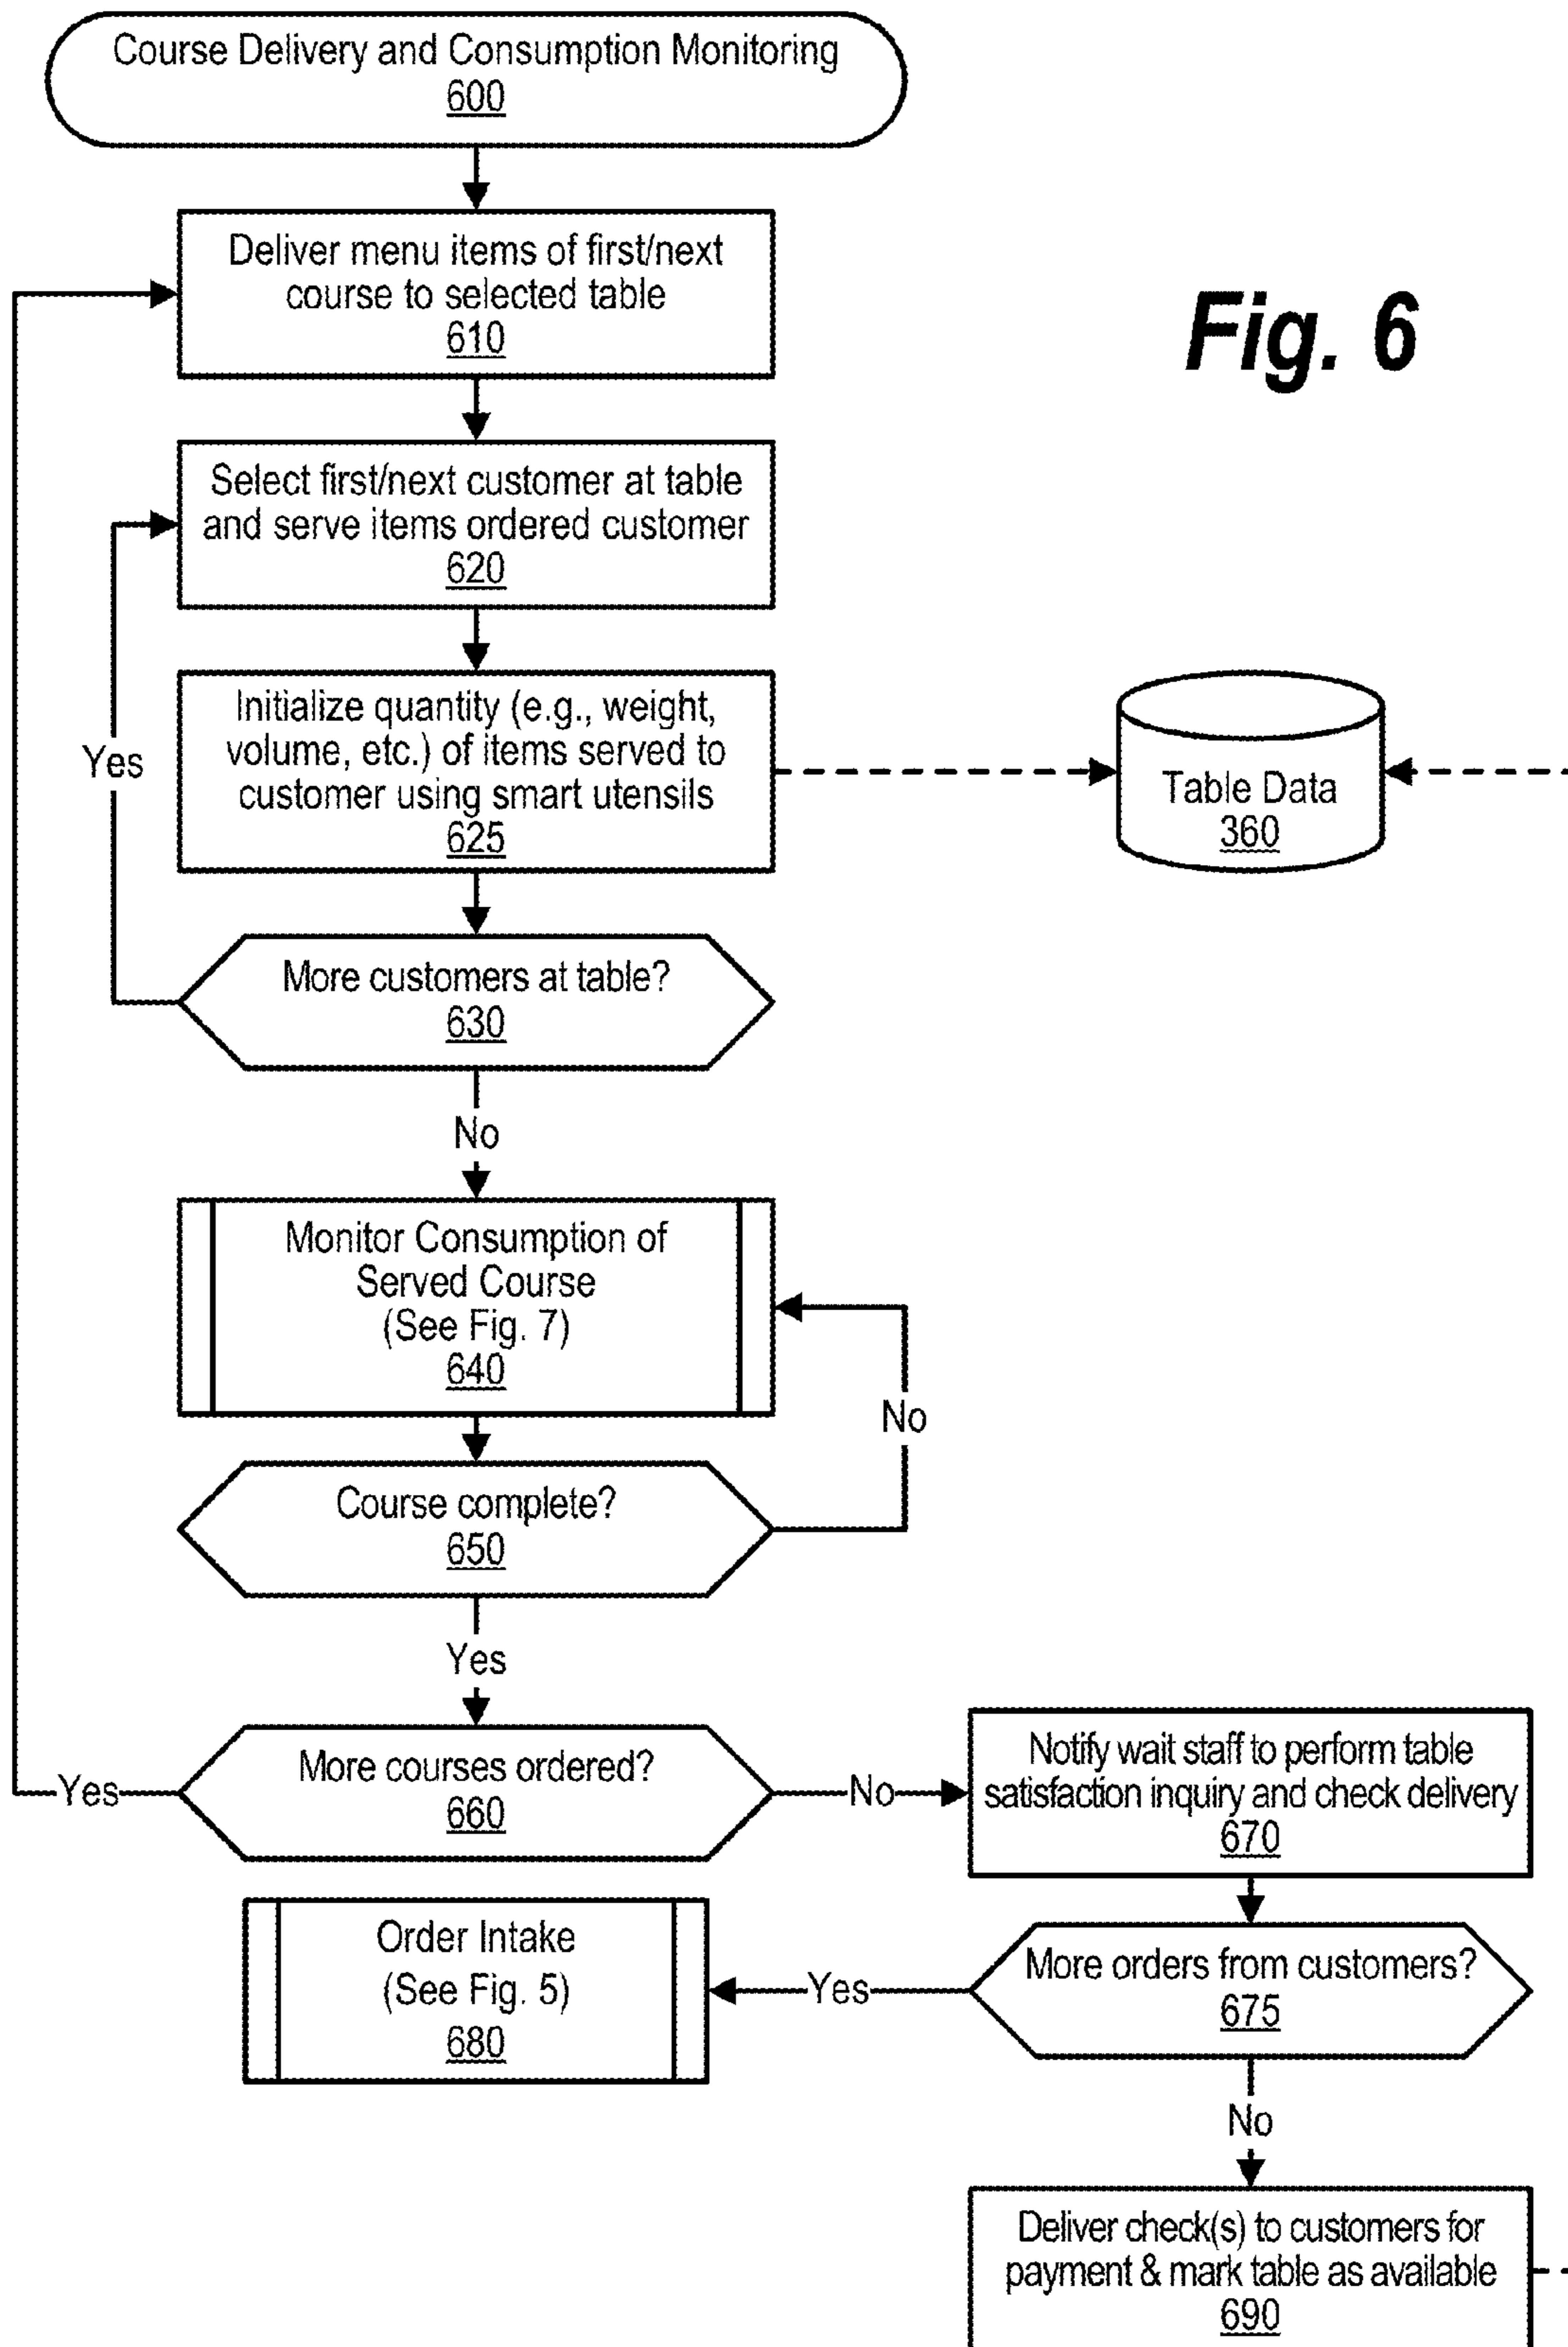 Course Delivery and Consumption Monitoring
600
Deliver menu items of first/next
course to selected table
610
Fig. 6
Select first/next customer at table
and serve items ordered customer
620
Initialize quantity (e.g., weight,
volume, etc.) of items served to
customer using smart utensils
625
Yes
Table Data
360
More customers at table?
630
No
Monitor Consumption of
Served Course
(See Fig. 7)
640
No
Course complete?
650
Yes
More courses ordered?
660
Yes
No
Notify wait staff to perform table
satisfaction inquiry and check delivery
670
Order Intake
(See Fig. 5)
680
Yes
More orders from customers?
675
No
Deliver check(s) to customers for
payment & mark table as available
690